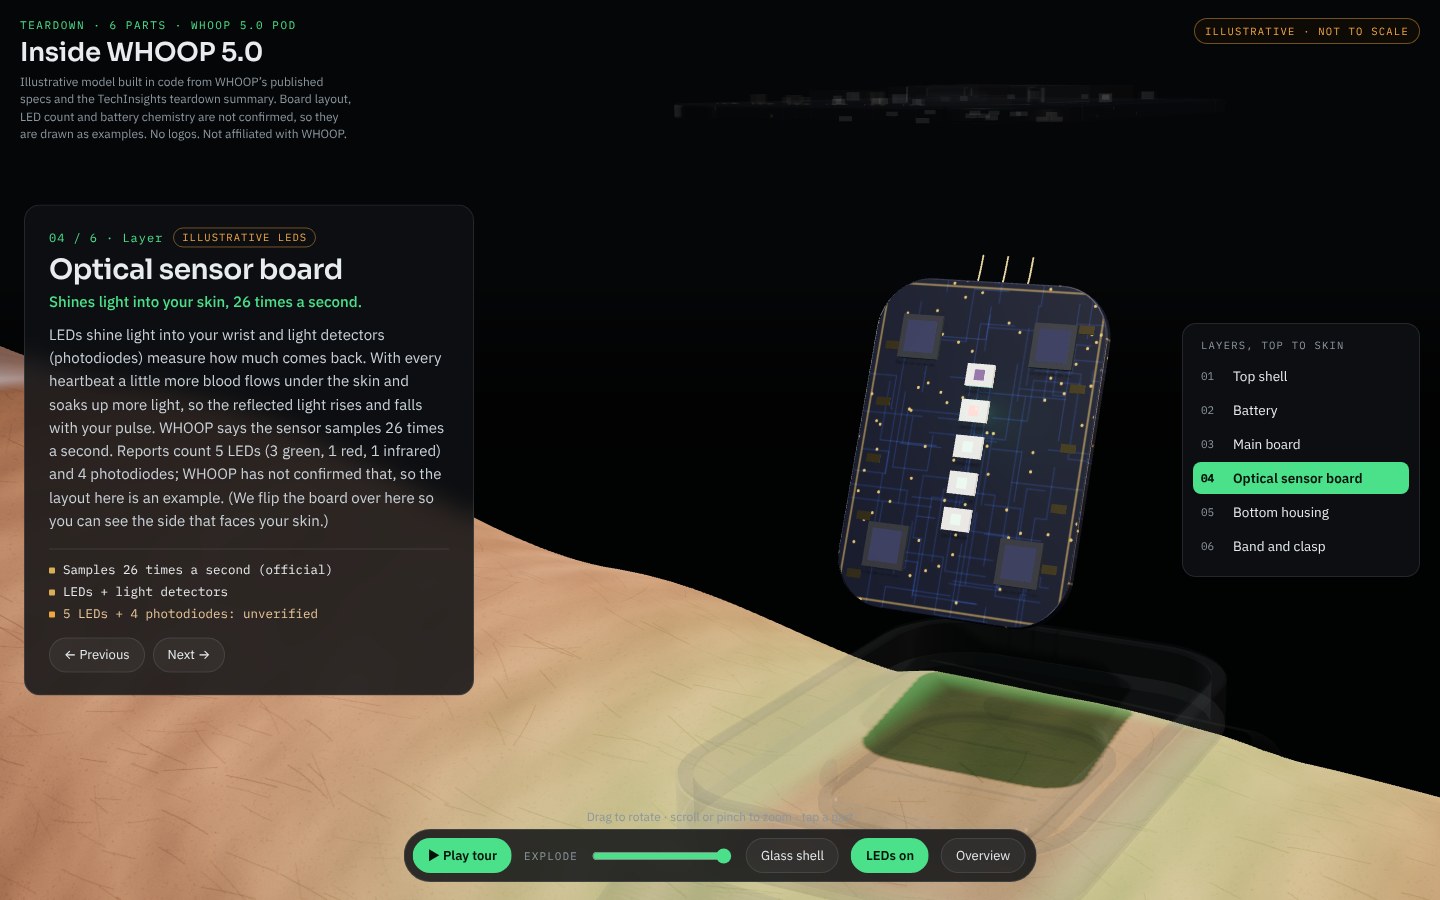 TEARDOWN · 6 PARTS · WHOOP 5.0 POD
Inside WHOOP 5.0
Illustrative model built in code from WHOOP’s published
specs and the TechInsights teardown summary. Board layout,
LED count and battery chemistry are not confirmed, so they
are drawn as examples. No logos. Not affiliated with WHOOP.
ILLUSTRATIVE · NOT TO SCALE
04 / 6 · Layer
ILLUSTRATIVE LEDS
Optical sensor board
Shines light into your skin, 26 times a second.
LEDs shine light into your wrist and light detectors
(photodiodes) measure how much comes back. With every
heartbeat a little more blood flows under the skin and
soaks up more light, so the reflected light rises and falls
with your pulse. WHOOP says the sensor samples 26 times
a second. Reports count 5 LEDs (3 green, 1 red, 1 infrared)
and 4 photodiodes; WHOOP has not confirmed that, so the
layout here is an example. (We flip the board over here so
you can see the side that faces your skin.)
Samples 26 times a second (official)
LEDs + light detectors
5 LEDs + 4 photodiodes: unverified
← Previous
Next →
LAYERS, TOP TO SKIN
01 Top shell
02 Battery
03 Main board
04 Optical sensor board
05 Bottom housing
06 Band and clasp
Drag to rotate · scroll or pinch to zoom · tap a part
▶ Play tour
EXPLODE
Glass shell
LEDs on
Overview